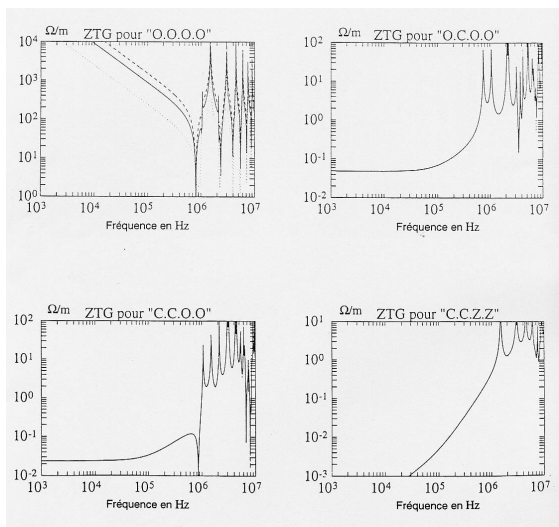 Ω/m ZTG pour "O.O.O.O"
10^4
10^3
10^2
10^1
10^0
10^3 10^4 10^5 10^6 10^7
Fréquence en Hz
Ω/m ZTG pour "O.C.O.O"
10^2
10^1
10^0
10^-1
10^-2
10^3 10^4 10^5 10^6 10^7
Fréquence en Hz
Ω/m ZTG pour "C.C.O.O"
10^2
10^1
10^0
10^-1
10^-2
10^3 10^4 10^5 10^6 10^7
Fréquence en Hz
Ω/m ZTG pour "C.C.Z.Z"
10^1
10^0
10^-1
10^-2
10^-3
10^3 10^4 10^5 10^6 10^7
Fréquence en Hz